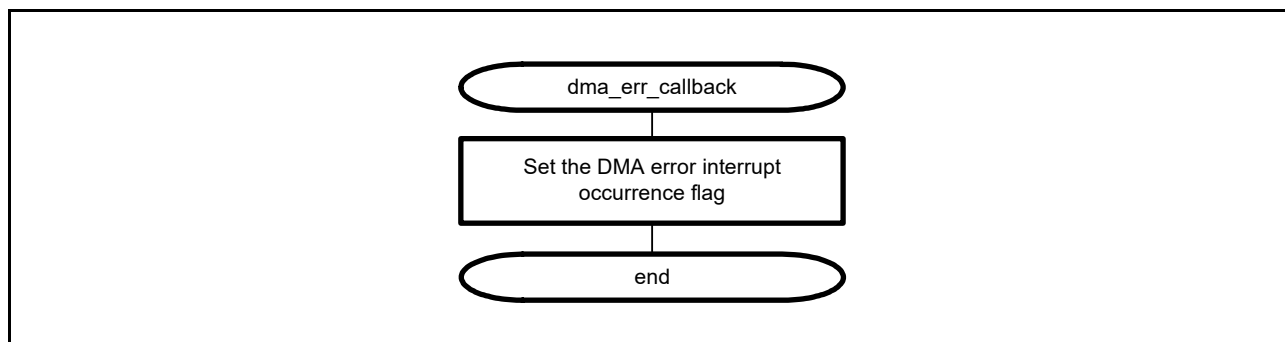 dma_err_callback
Set the DMA error interrupt
occurrence flag
end